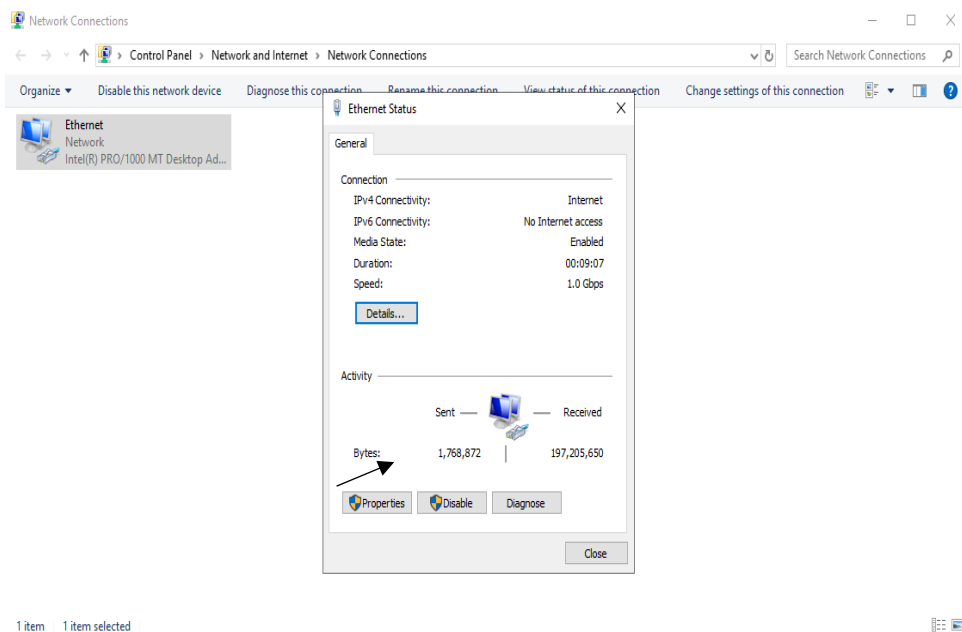 Network Connections
Control Panel > Network and Internet > Network Connections
Search Network Connections
Organize Disable this network device Diagnose this connection Rename this connection View status of this connection Change settings of this connection
Ethernet
Network
Intel(R) PRO/1000 MT Desktop Ad...
Ethernet Status
General
Connection
IPv4 Connectivity: Internet
IPv6 Connectivity: No Internet access
Media State: Enabled
Duration: 00:09:07
Speed: 1.0 Gbps
Details...
Activity
Sent Received
Bytes: 1,768,872 197,205,650
Properties Disable Diagnose
Close
1 item 1 item selected